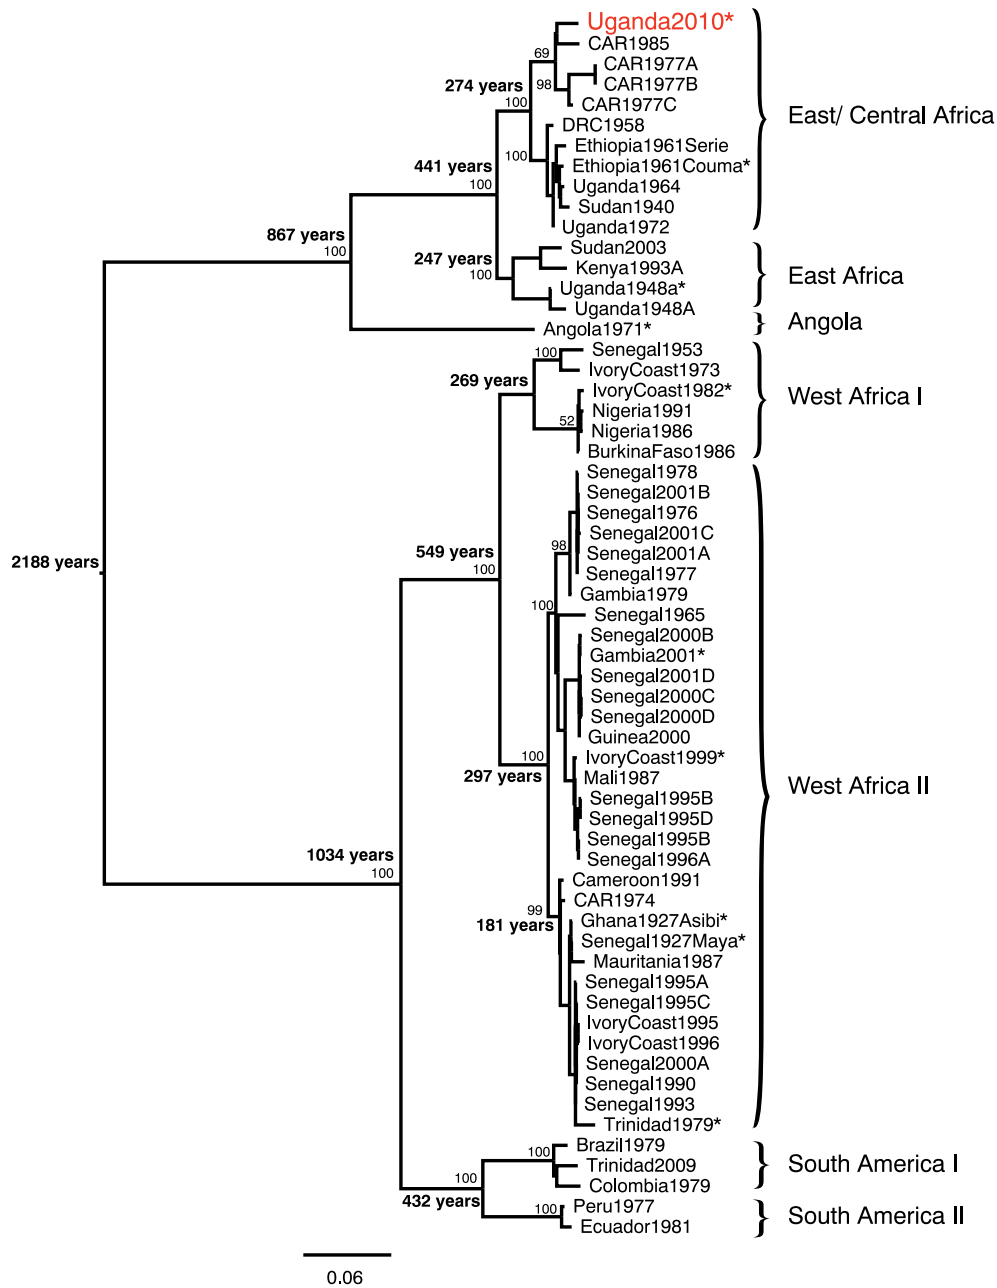 Uganda2010*
CAR1985
69
CAR1977A
98
CAR1977B
274 years
100
CAR1977C
East/ Central Africa
DRC1958
Ethiopia1961Serie
100
441 years
Ethiopia1961Couma*
100
Uganda1964
Sudan1940
Uganda1972
867 years
100
Sudan2003
247 years
100
Kenya1993A
East Africa
Uganda1948a*
Uganda1948A
Angola1971*
Angola
Senegal1953
100
IvoryCoast1973
269 years
IvoryCoast1982*
West Africa I
Nigeria1991
52
Nigeria1986
BurkinaFaso1986
Senegal1978
Senegal2001B
Senegal1976
Senegal2001C
98
549 years
100
Senegal2001A
2188 years
Senegal1977
Gambia1979
100
Senegal1965
Senegal2000B
Gambia2001*
Senegal2001D
Senegal2000C
Senegal2000D
Guinea2000
100
297 years
IvoryCoast1999*
Mali1987
West Africa II
Senegal1995B
Senegal1995D
Senegal1995B
1034 years
100
Senegal1996A
Cameroon1991
CAR1974
99
181 years
Ghana1927Asibi*
Senegal1927Maya*
Mauritania1987
Senegal1995A
Senegal1995C
IvoryCoast1995
IvoryCoast1996
Senegal2000A
Senegal1990
Senegal1993
Trinidad1979*
Brazil1979
100
Trinidad2009
South America I
100
432 years
Colombia1979
Peru1977
100
South America II
Ecuador1981
0.06